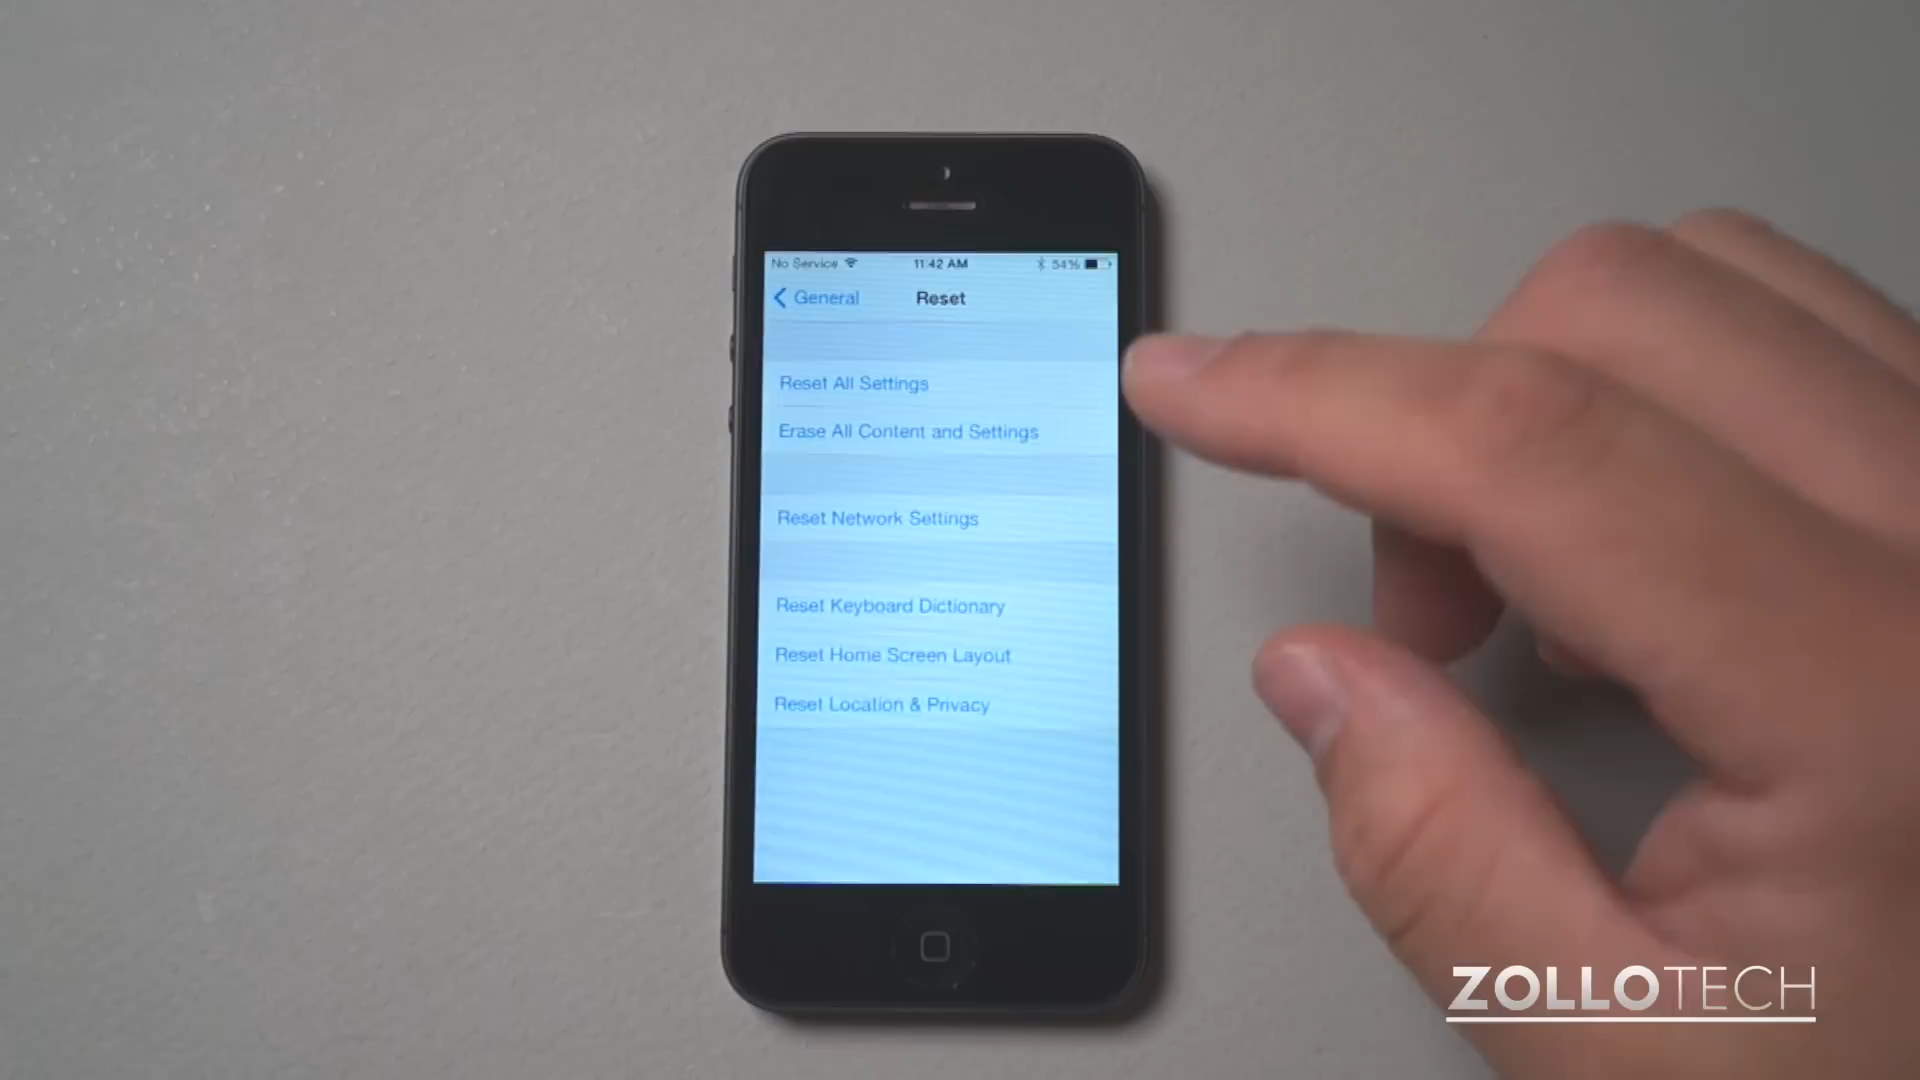 No Service 11:42 AM 54%
General Reset
Reset All Settings
Erase All Content and Settings
Reset Network Settings
Reset Keyboard Dictionary
Reset Home Screen Layout
Reset Location & Privacy
ZOLLOTECH